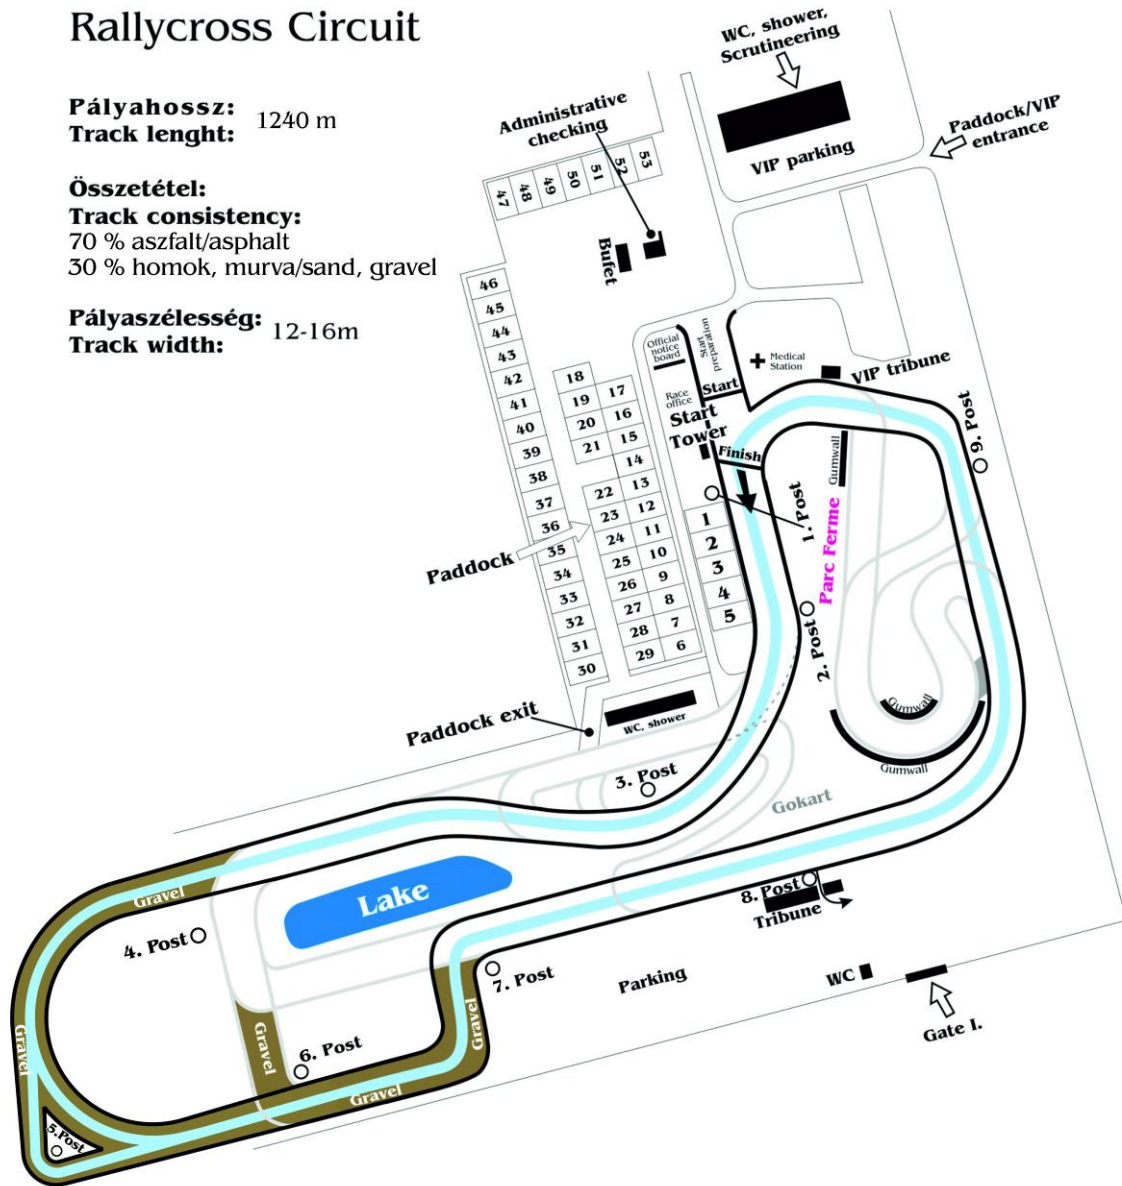 Rallycross Circuit
Pályahossz:
Track lenght:
1240 m
Összetétel:
Track consistency:
70 % aszfalt/asphalt
30 % homok, murva/sand, gravel
Pályaszélesség:
Track width:
12-16m
WC, shower,
Scrutineering
Administrative
checking
VIP parking
Paddock/VIP
entrance
47
48
49
50
51
52
53
Bufet
46
45
44
43
42
41
40
39
38
37
36
35
34
33
32
31
30
18
19
20
21
17
16
15
14
13
12
11
10
9
8
7
6
22
23
24
25
26
27
28
29
Official
notice
board
Start
preparation
Medical
Station
VIP tribune
Race
office
Start
Start
Tower
Finish
1
2
3
4
5
1. Post
Gumwall
Parc Ferme
9. Post
2. Post
Paddock
Paddock exit
WC, shower
3. Post
Gumwall
Gumwall
Gokart
Gravel
Lake
4. Post
8. Post
Tribune
7. Post
Parking
WC
Gate I.
Gravel
Gravel
Gravel
6. Post
Gravel
5.Post